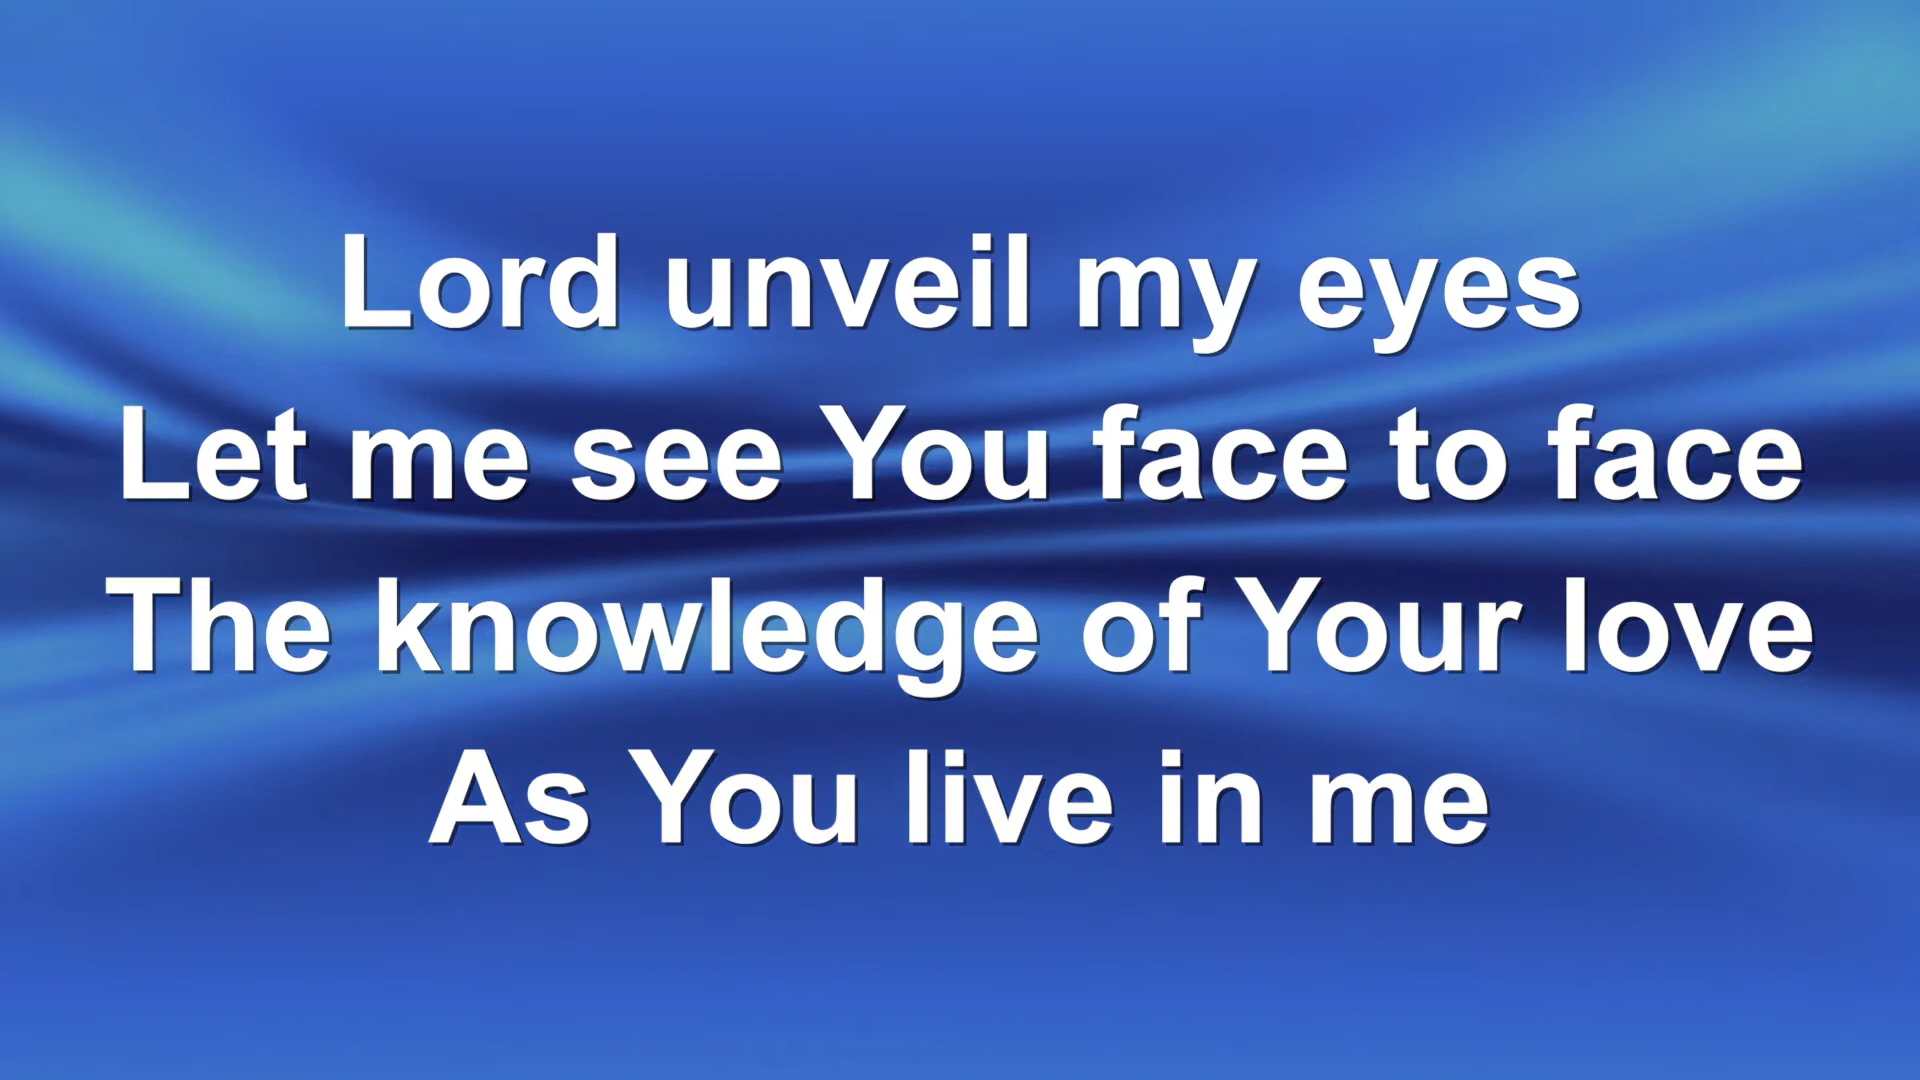 Lord unveil my eyes
Let me see You face to face
The knowledge of Your love
As You live in me